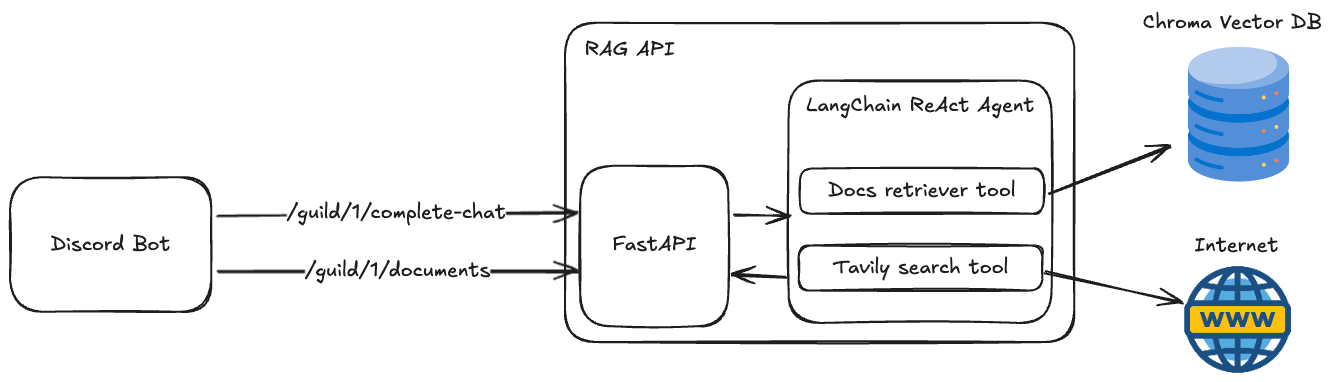 Chroma Vector DB
RAG API
LangChain ReAct Agent
Docs retriever tool
/guild/1/complete-chat
Discord Bot
FastAPI
Internet
/guild/1/documents
Tavily search tool
WWW